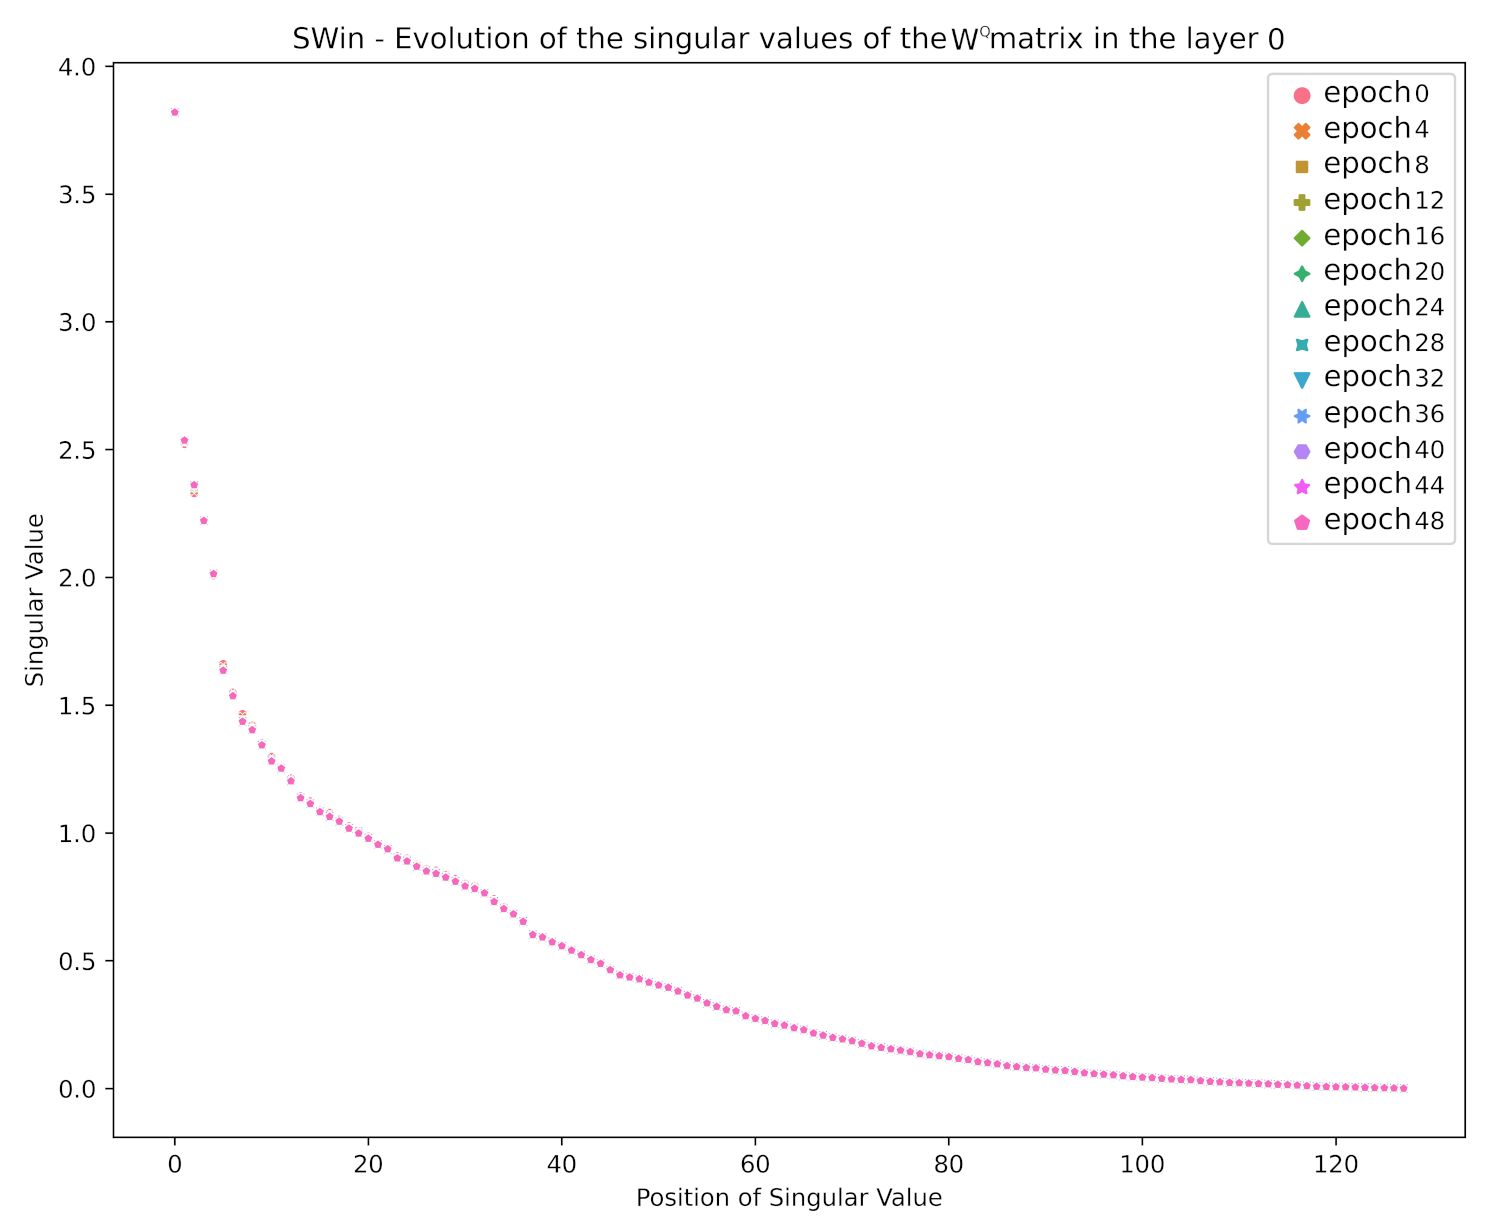 SWin - Evolution of the singular values of the W^Q matrix in the layer 0
4.0
3.5
3.0
2.5
2.0
1.5
1.0
0.5
0.0
Singular Value
epoch 0
epoch 4
epoch 8
epoch 12
epoch 16
epoch 20
epoch 24
epoch 28
epoch 32
epoch 36
epoch 40
epoch 44
epoch 48
0 20 40 60 80 100 120
Position of Singular Value